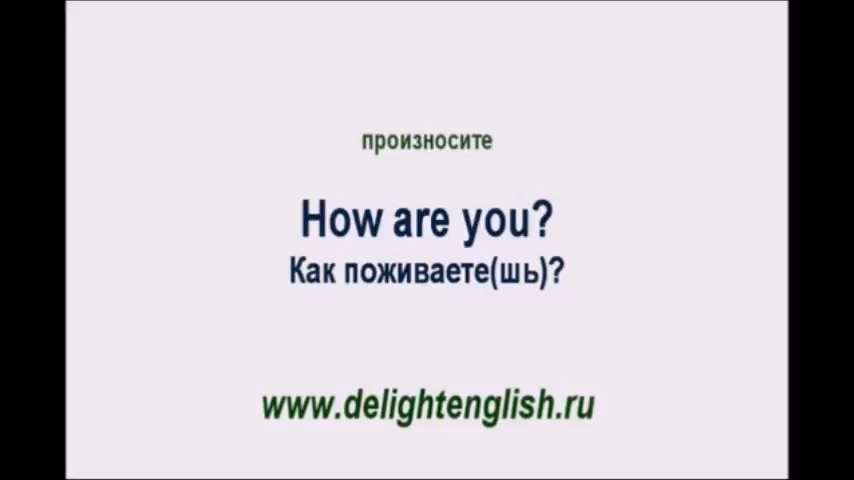 произносите
How are you?
Как поживаете(шь)?
www.delightenglish.ru